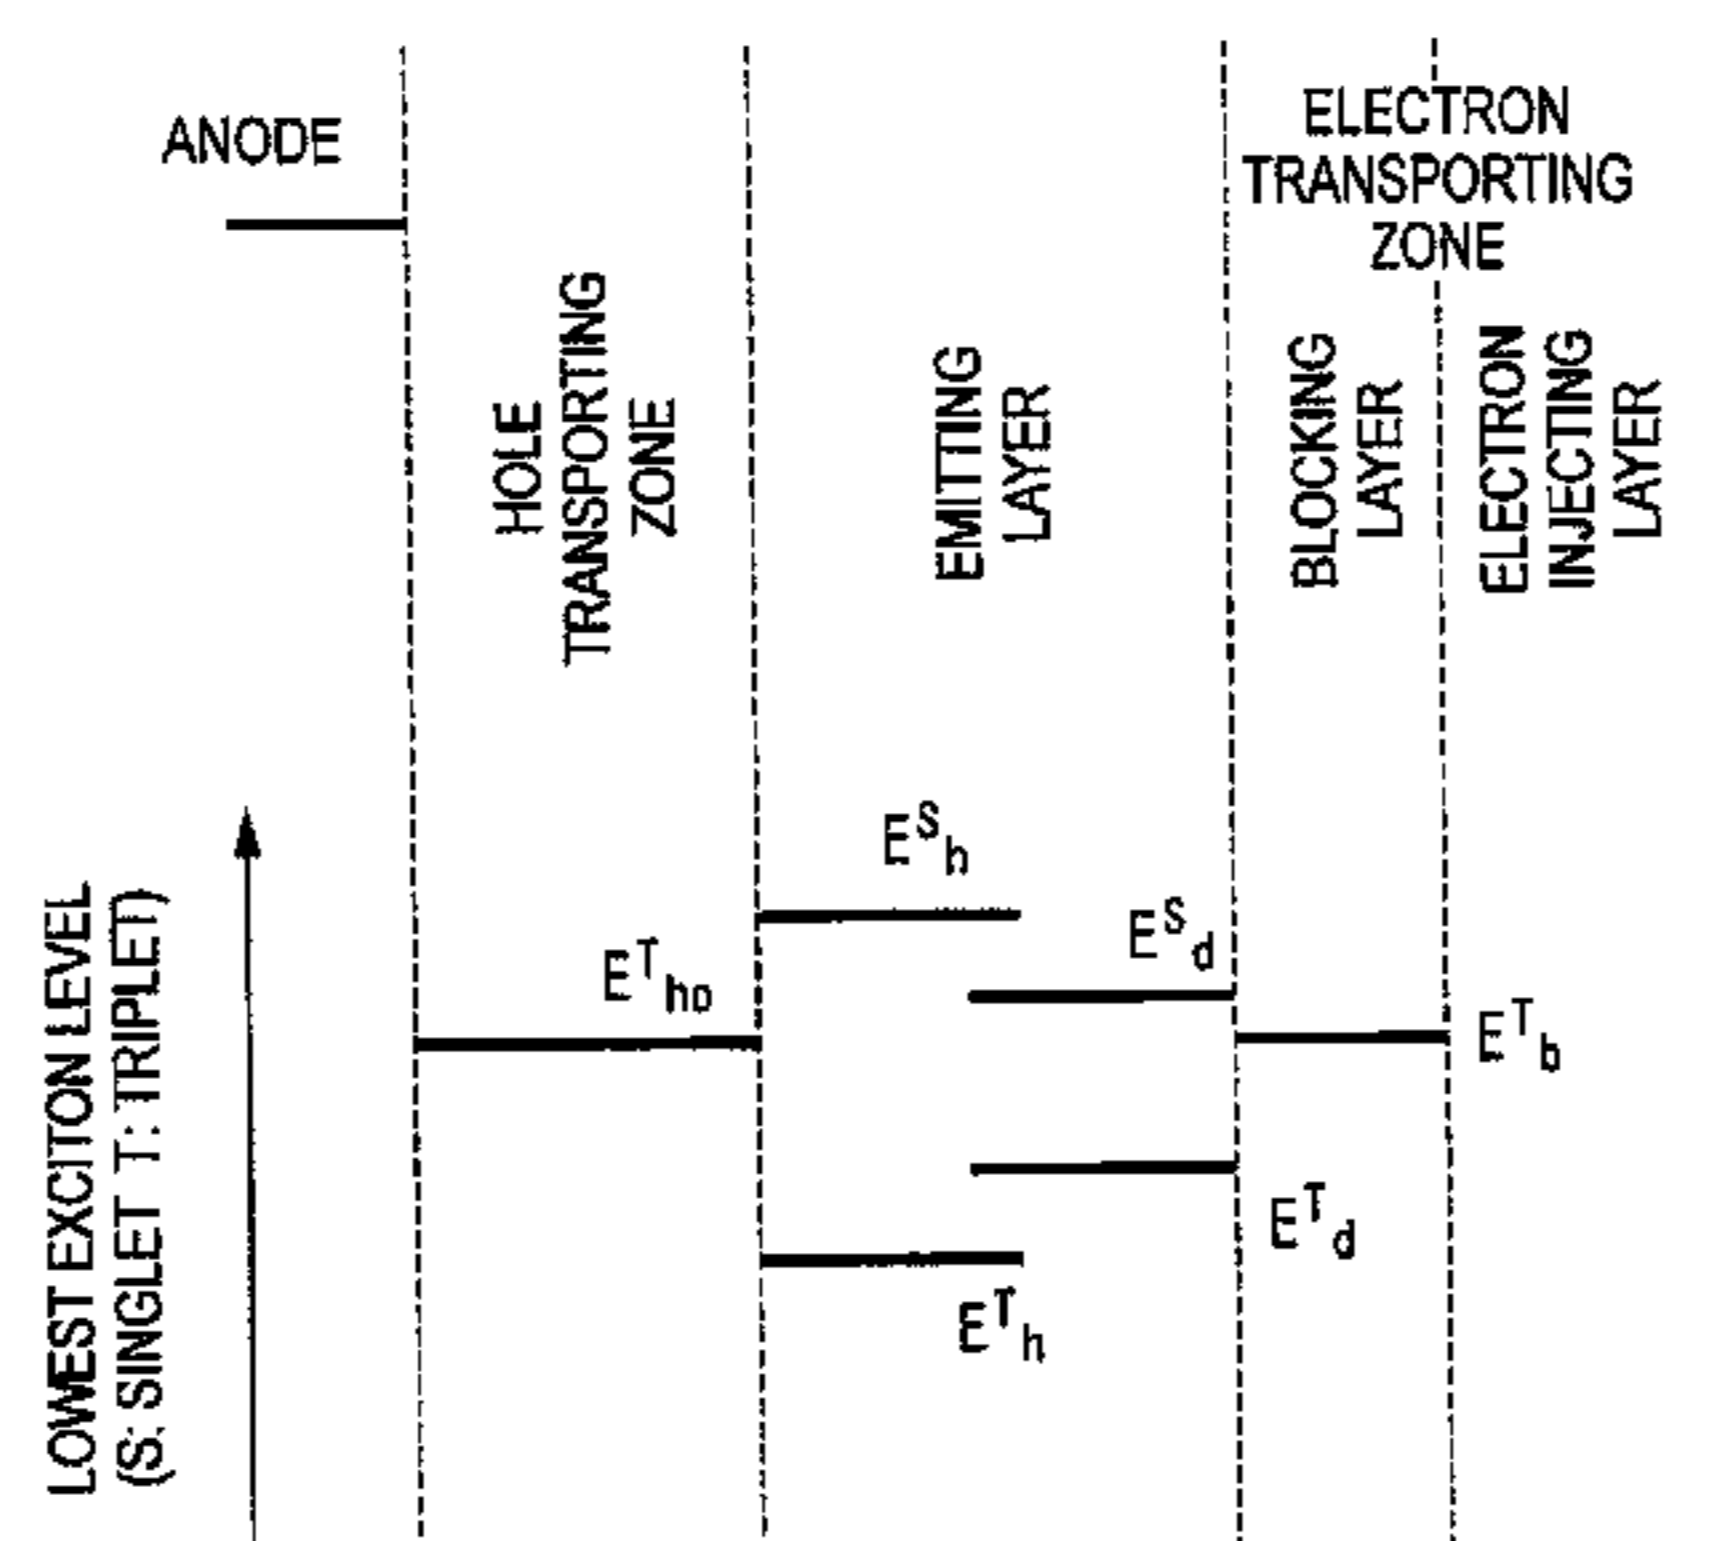 ANODE
ELECTRON
TRANSPORTING
ZONE
HOLE
TRANSPORTING
ZONE
EMITTING
LAYER
BLOCKING
LAYER
ELECTRON
INJECTING
LAYER
E^S_h
E^S_d
E^T_ho
E^T_b
E^T_d
E^T_h
LOWEST EXCITON LEVEL
(S: SINGLET T: TRIPLET)